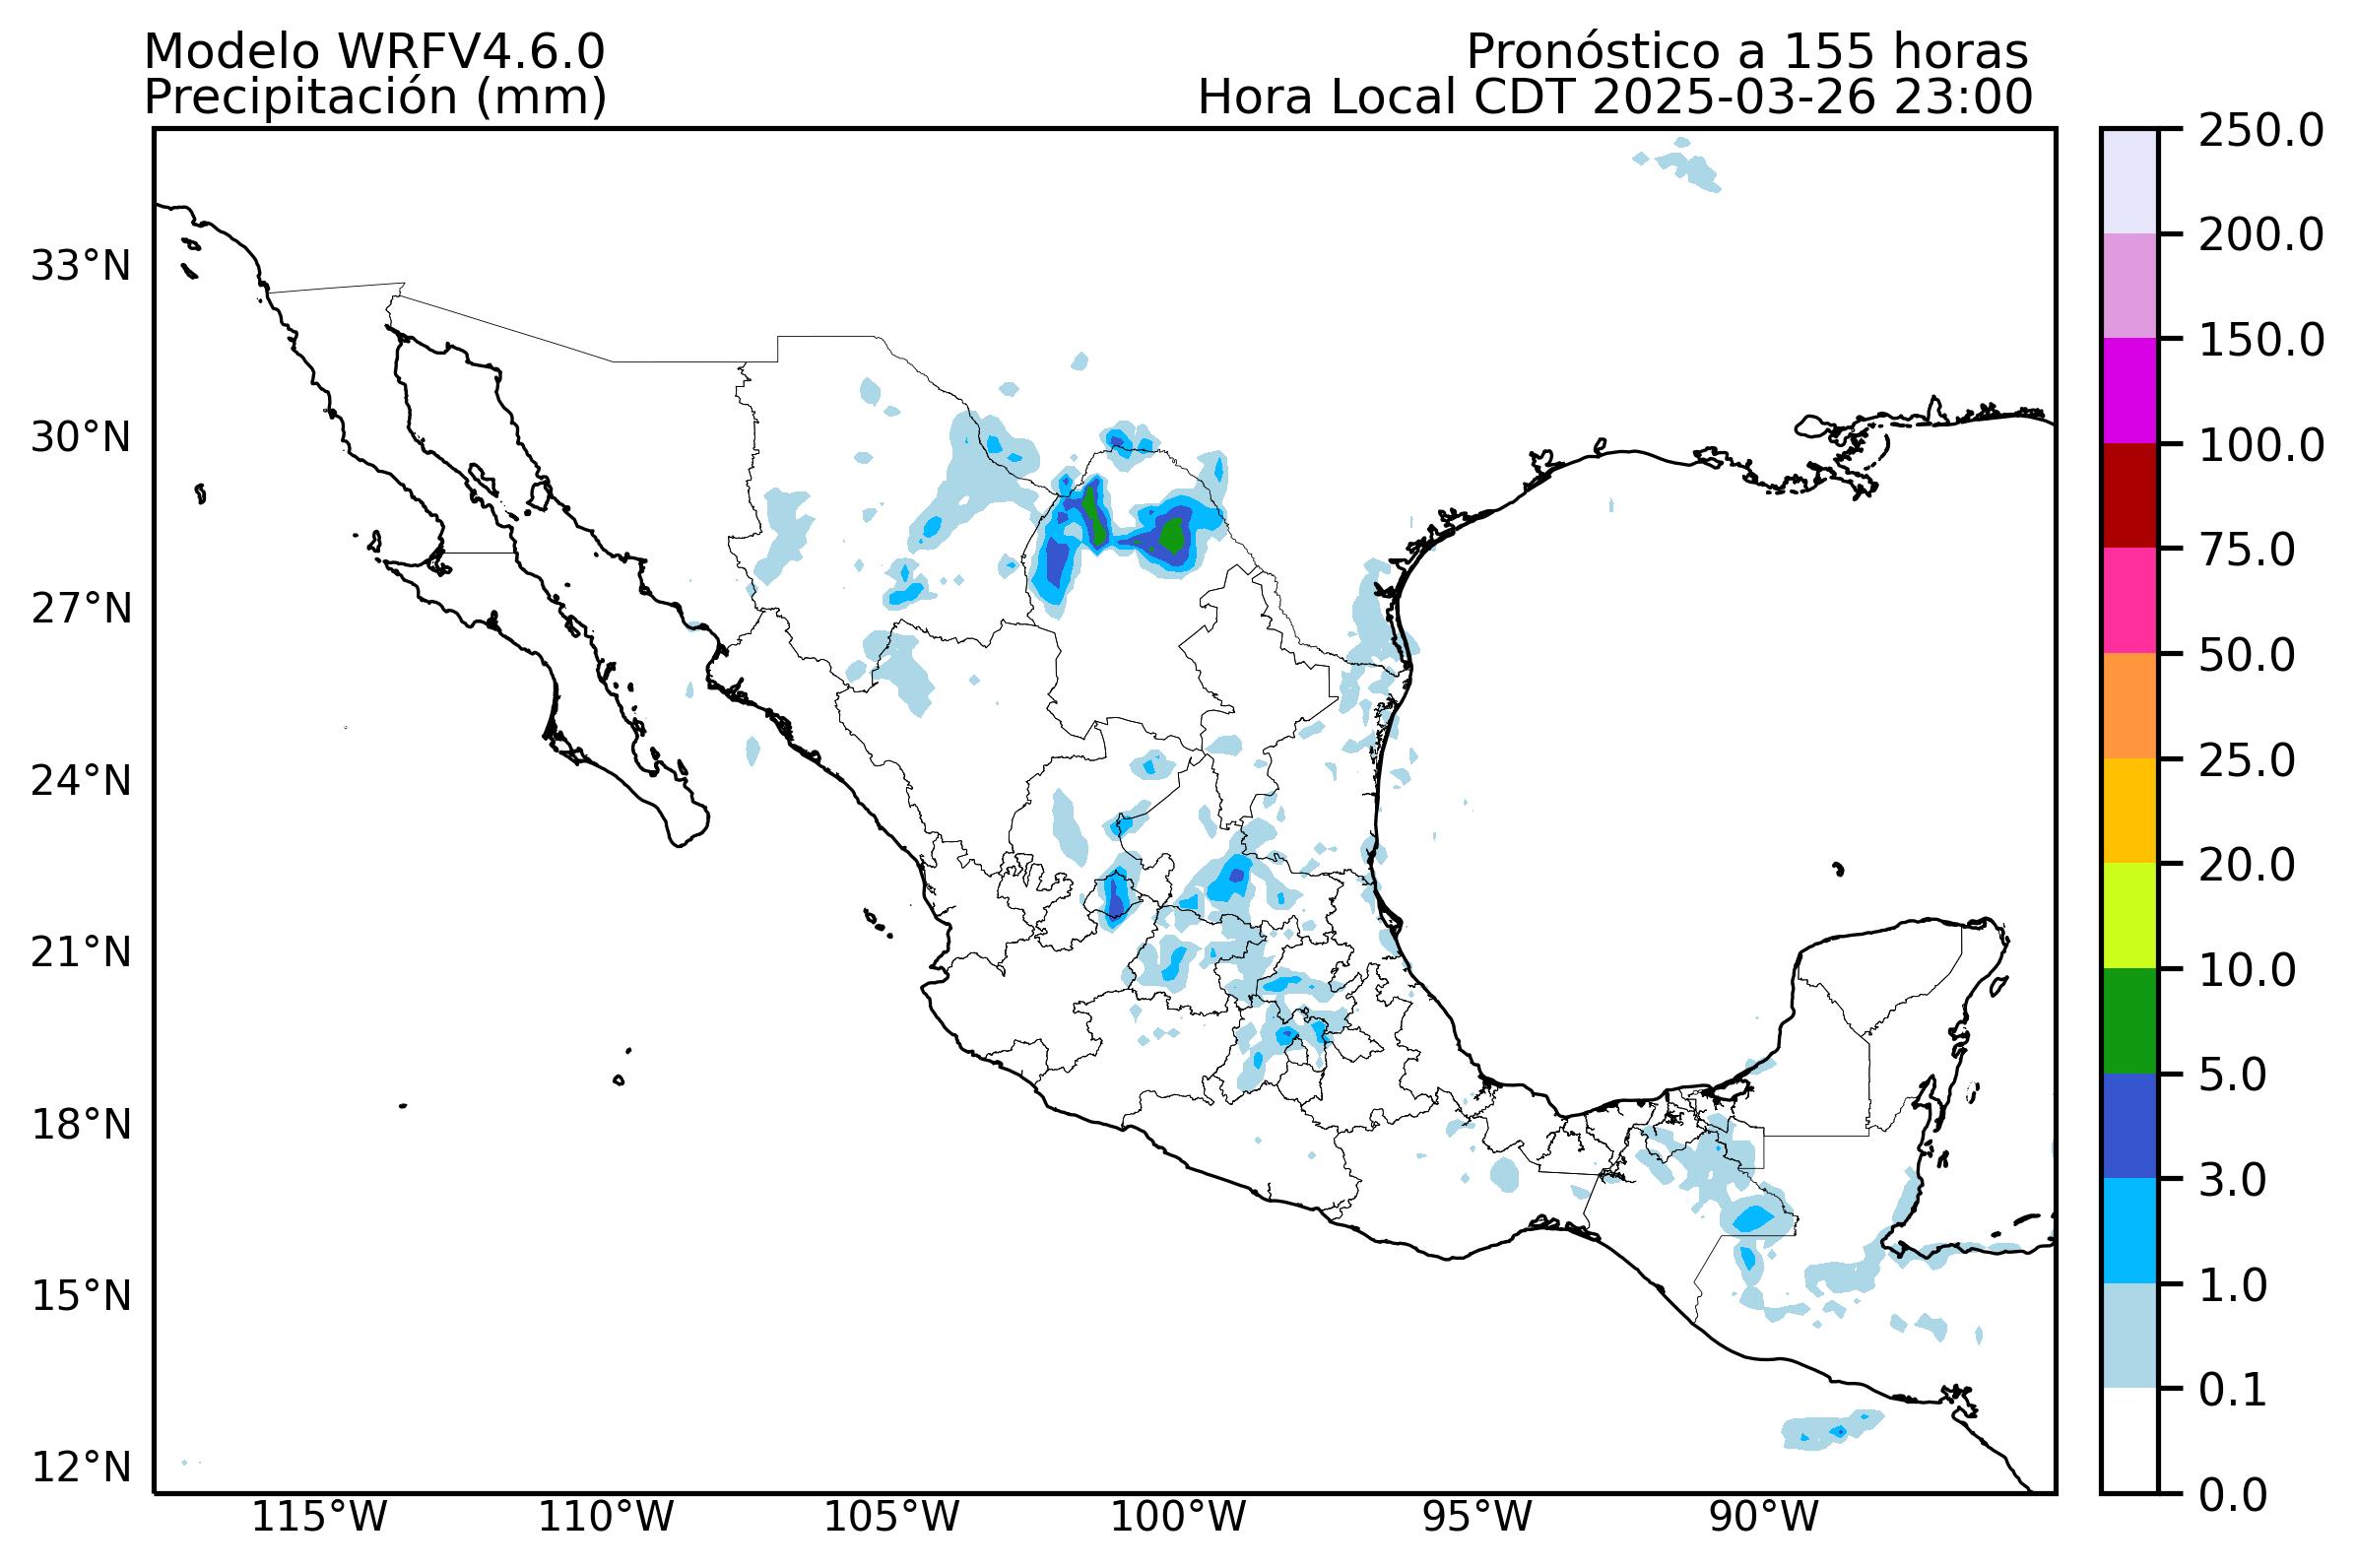 Modelo WRFV4.6.0
Pronóstico a 155 horas
Precipitación (mm)
Hora Local CDT 2025-03-26 23:00
33°N
30°N
27°N
24°N
21°N
18°N
15°N
12°N
115°W
110°W
105°W
100°W
95°W
90°W
250.0
200.0
150.0
100.0
75.0
50.0
25.0
20.0
10.0
5.0
3.0
1.0
0.1
0.0